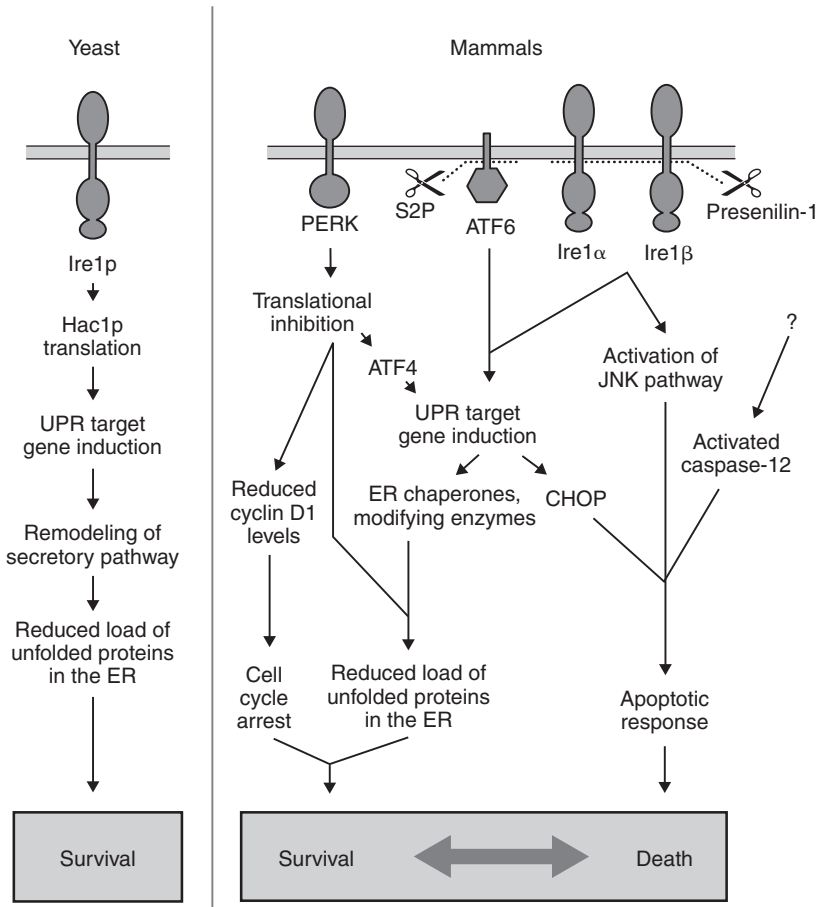 Yeast
Ire1p
Hac1p
translation
UPR target
gene induction
Remodeling of
secretory pathway
Reduced load of
unfolded proteins
in the ER
Survival
Mammals
PERK
S2P
ATF6
Ire1α
Ire1β
Presenilin-1
Translational
inhibition
ATF4
UPR target
gene induction
Activation of
JNK pathway
?
Activated
caspase-12
Reduced
cyclin D1
levels
ER chaperones,
modifying enzymes
CHOP
Cell
cycle
arrest
Reduced load of
unfolded proteins
in the ER
Apoptotic
response
Survival
Death